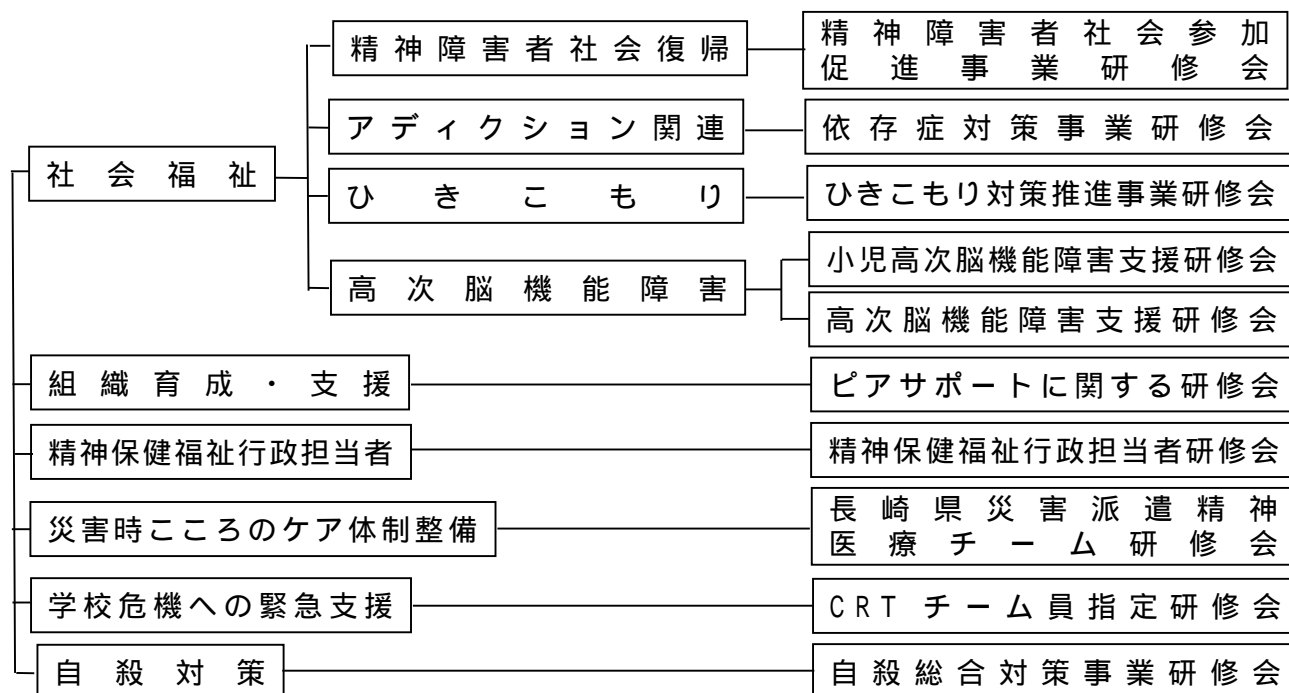 精神障害者社会復帰
精神障害者社会参加
促進事業研修会
アディクション関連
依存症対策事業研修会
社会福祉
ひきこもり
ひきこもり対策推進事業研修会
高次脳機能障害
小児高次脳機能障害支援研修会
高次脳機能障害支援研修会
組織育成・支援
ピアサポートに関する研修会
精神保健福祉行政担当者
精神保健福祉行政担当者研修会
災害時こころのケア体制整備
長崎県災害派遣精神
医療チーム研修会
学校危機への緊急支援
CRTチーム員指定研修会
自殺対策
自殺総合対策事業研修会